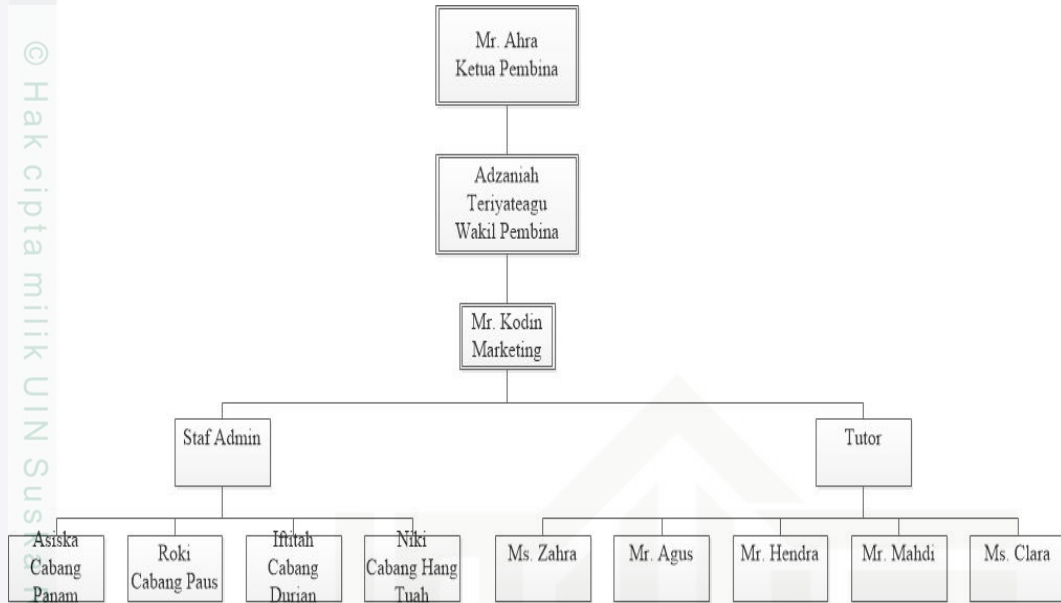 © Hak cipta milik UIN Suska R
Mr. Ahra
Ketua Pembina
Adzaniah
Teriyateagu
Wakil Pembina
Mr. Kodin
Marketing
Staf Admin
Tutor
Asiska
Cabang
Panam
Roki
Cabang Paus
Iftitah
Cabang
Durian
Niki
Cabang Hang
Tuah
Ms. Zahra
Mr. Agus
Mr. Hendra
Mr. Mahdi
Ms. Clara